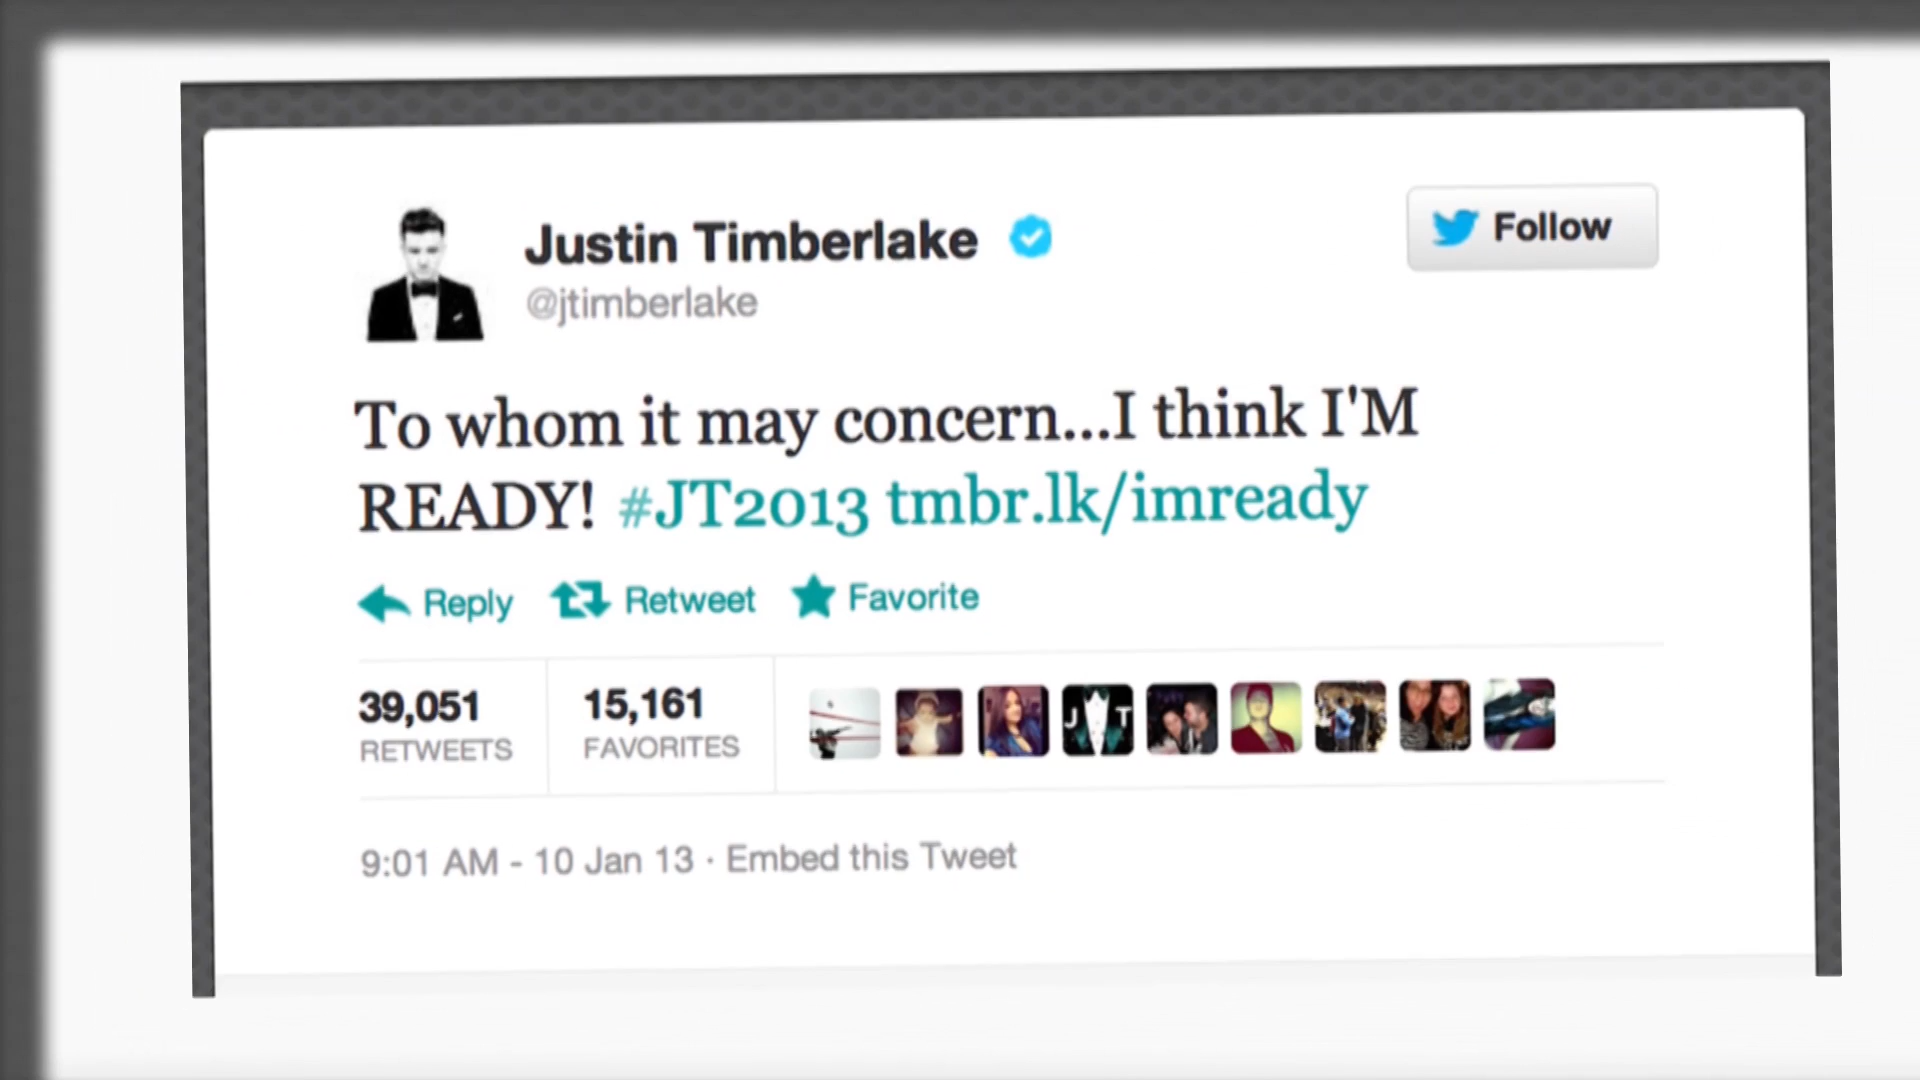 Justin Timberlake
Follow
@jtimberlake
To whom it may concern...I think I'M
READY! #JT2013 tmbr.lk/imready
Reply Retweet Favorite
39,051 15,161
RETWEETS FAVORITES
J T
9:01 AM - 10 Jan 13 · Embed this Tweet